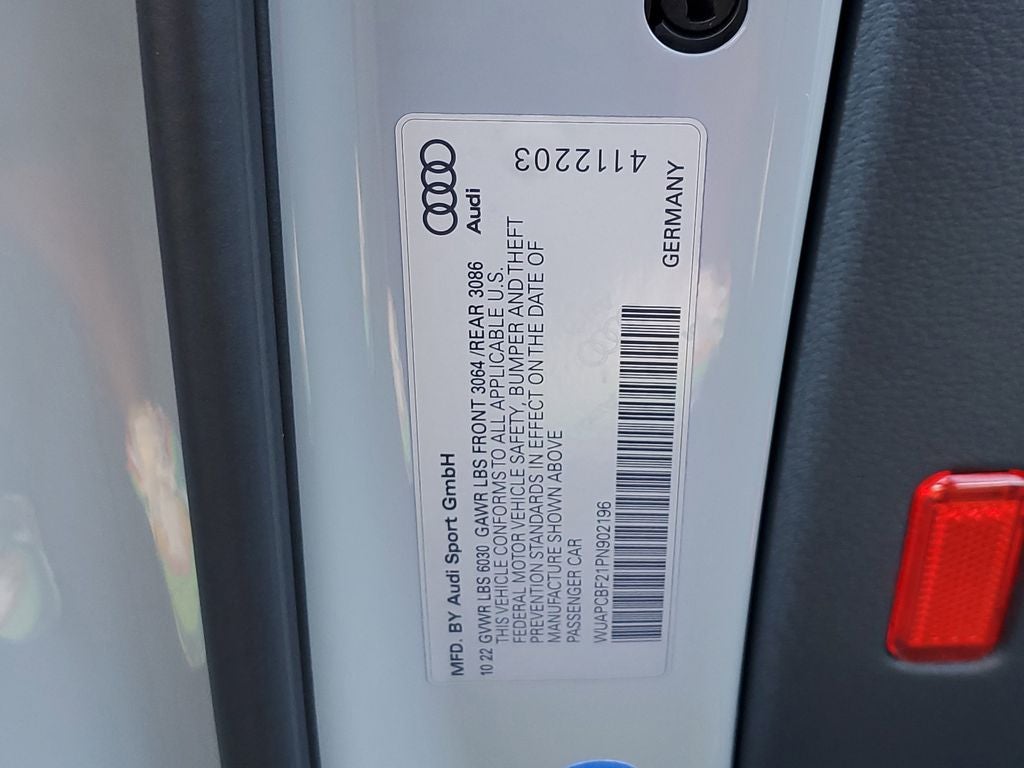 MFD. BY Audi Sport GmbH
Audi
10 22 GVWR LBS 6030 GAWR LBS FRONT 3064 /REAR 3086
THIS VEHICLE CONFORMS TO ALL APPLICABLE U.S.
FEDERAL MOTOR VEHICLE SAFETY, BUMPER AND THEFT
PREVENTION STANDARDS IN EFFECT ON THE DATE OF
MANUFACTURE SHOWN ABOVE
PASSENGER CAR
WUAPCBF21PN902196
GERMANY
4112203